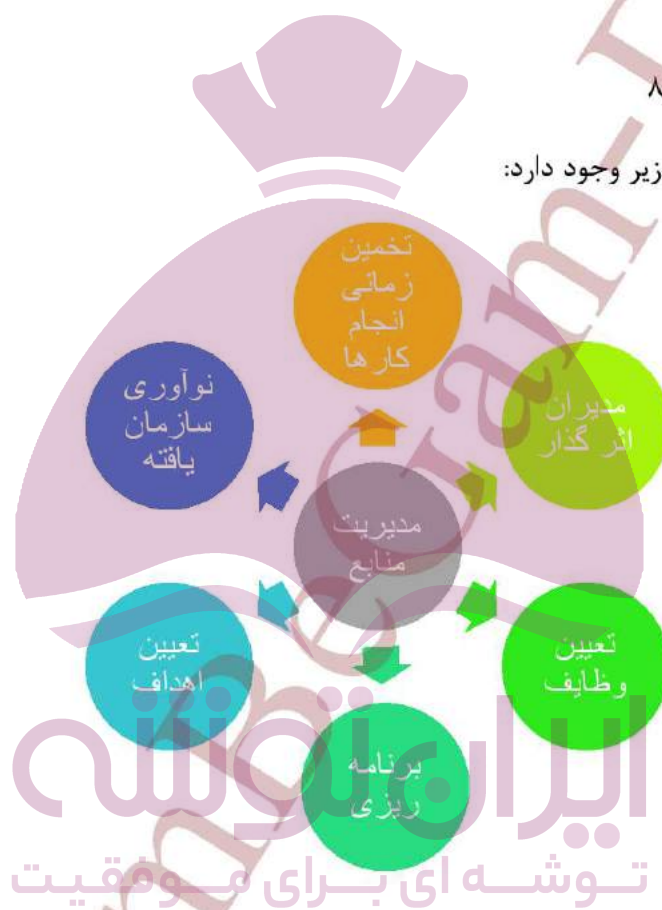 ۸
زیر وجود دارد:
تخمین
زمانی
انجام
کارها
مدیران
اثر گذار
نوآوری
سازمان
یافته
مدیریت
منابع
تعیین
وظایف
تعیین
اهداف
برنامه
ریزی
ایران توشه
توشه ای برای موفقیت